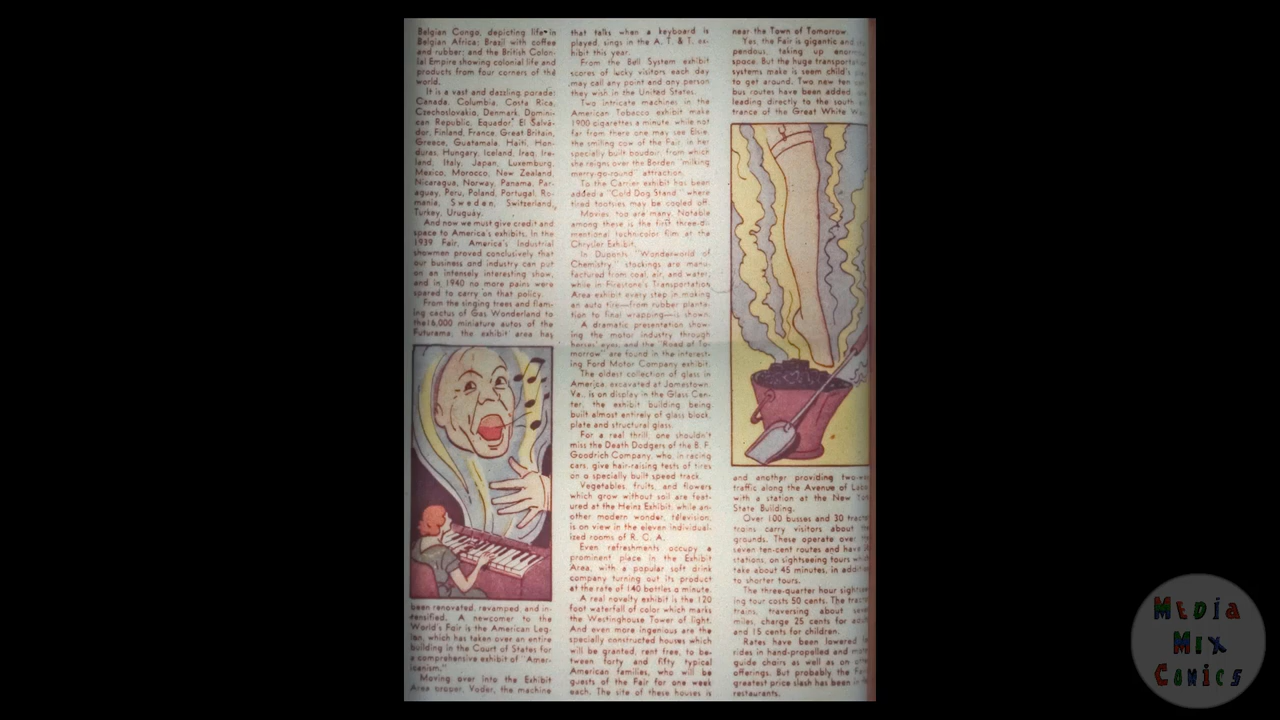 Belgian Congo, depicting life in
Belgian Africa; Brazil with coffee
and rubber; and the British Colon-
ial Empire showing colonial life and
products from four corners of the
world.
It is a vast and dazzling parade:
Canada, Columbia, Costa Rica,
Czechoslovakia, Denmark, Domini-
can Republic, Equador, El Salva-
dor, Finland, France, Great Britain,
Greece, Guatamala, Haiti, Hon-
duras, Hungary, Iceland, Iraq, Ire-
land, Italy, Japan, Luxemburg,
Mexico, Morocco, New Zealand,
Nicaragua, Norway, Panama, Par-
aguay, Peru, Poland, Portugal, Ro-
mania, Sweden, Switzerland,
Turkey, Uruguay.
And now we must give credit and
space to America's exhibits. In the
1939 Fair, America's Industrial
showmen proved conclusively that
our business and industry can put
on an intensely interesting show,
and in 1940 no more pains were
spared to carry on that policy.
From the singing trees and flam-
ing cactus of Gas Wonderland to
the 16,000 miniature autos of the
Futurama, the exhibit area has
been renovated, revamped, and in-
tensified. A newcomer to the
World's Fair is the American Leg-
ion, which has taken over an entire
building in the Court of States for
a comprehensive exhibit of "Amer-
icanism."
Moving over into the Exhibit
Area proper, Voder, the machine
that talks when a keyboard is
played, sings in the A. T. & T. ex-
hibit this year.
From the Bell System exhibit
scores of lucky visitors each day
may call any point and any person
they wish in the United States.
Two intricate machines in the
American Tobacco exhibit make
1900 cigarettes a minute, while not
far from there one may see Elsie,
the smiling cow of the Fair, in her
specially built boudoir, from which
she reigns over the Borden "milking
merry-go-round" attraction.
To the Carrier exhibit has been
added a "Cold Dog Stand," where
tired tootsies may be cooled off.
Movies, too are many. Notable
among these is the first three-di-
mentional technicolor film at the
Chrysler Exhibit.
In Dupont's "Wonderworld of
Chemistry," stockings are manu-
factured from coal, air, and water;
while in Firestone's Transportation
Area exhibit every step in making
an auto tire—from rubber planta-
tion to final wrapping—is shown.
A dramatic presentation show-
ing the motor industry through
horses' eyes, and the "Road of To-
morrow" are found in the interest-
ing Ford Motor Company exhibit.
The oldest collection of glass in
America, excavated at Jamestown,
Va., is on display in the Glass Cen-
ter, the exhibit building being
built almost entirely of glass block,
plate and structural glass.
For a real thrill, one shouldn't
miss the Death Dodgers of the B. F.
Goodrich Company, who, in racing
cars, give hair-raising tests of tires
on a specially built speed track.
Vegetables, fruits, and flowers
which grow without soil are feat-
ured at the Heinz Exhibit, while an-
other modern wonder, television,
is on view in the eleven individual-
ized rooms of R. C. A.
Even refreshments occupy a
prominent place in the Exhibit
Area, with a popular soft drink
company turning out its product
at the rate of 140 bottles a minute.
A real novelty exhibit is the 120
foot waterfall of color which marks
the Westinghouse Tower of light.
And even more ingenious are the
specially constructed houses which
will be granted, rent free, to be-
tween forty and fifty typical
American families, who will be
guests of the Fair for one week
each. The site of these houses is
near the Town of Tomorrow.
Yes, the Fair is gigantic and
pendous, taking up
space. But the huge
systems make is seem child's
to get around. Two new ten
bus routes have been added
leading directly to the south
trance of the Great White
and another providing
traffic along the Avenue of
with a station at the New
State Building.
Over 100 busses and 30
trains carry visitors about
grounds. These operate over
seven ten-cent routes and have
stations, on sightseeing tours
take about 45 minutes, in
to shorter tours.
The three-quarter hour
ing tour costs 50 cents. The
trains, traveling about
miles, charge 25 cents for
and 15 cents for children.
Rates have been lowered
rides in hand-propelled and
guide chairs as well as on
offerings. But probably the
greatest price slash has been
restaurants.
MEDIA
MIX
COMICS